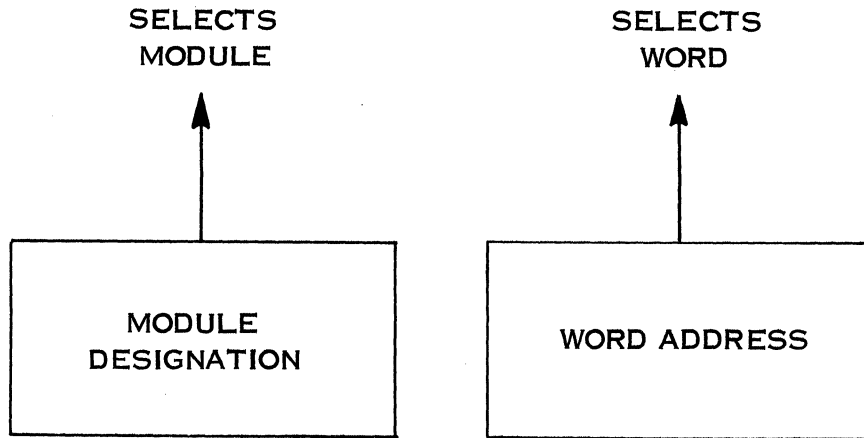 SELECTS
MODULE
SELECTS
WORD
MODULE
DESIGNATION
WORD ADDRESS